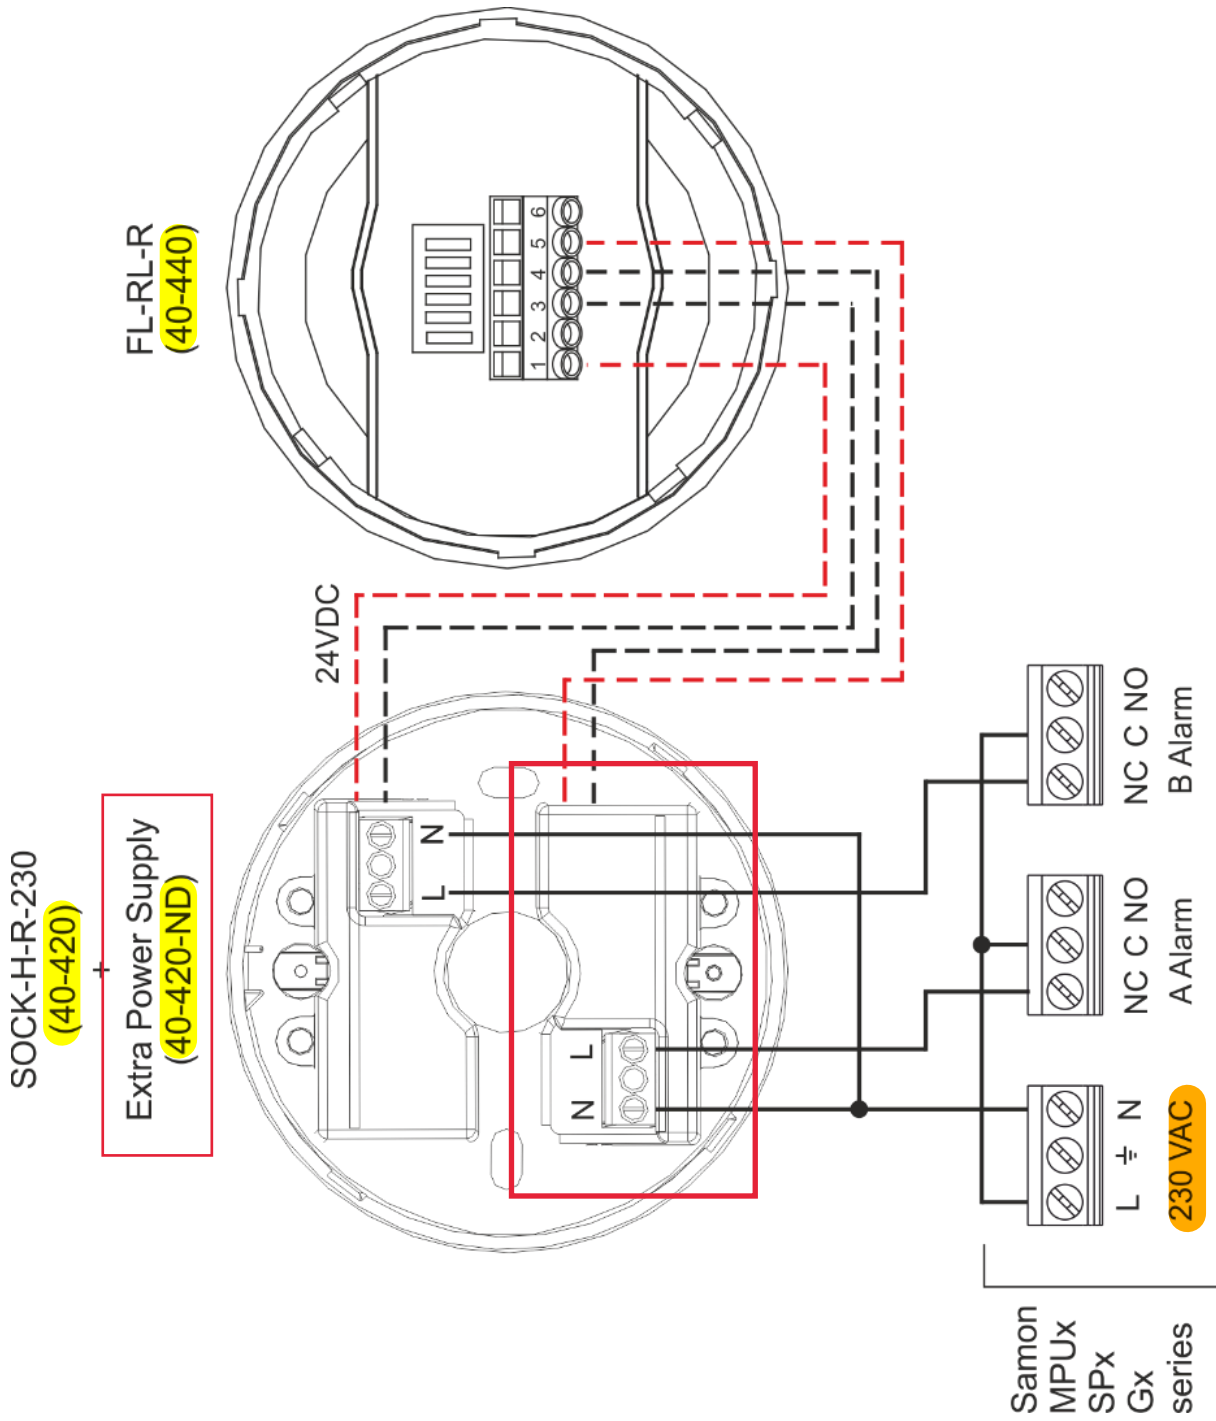 SOCK-H-R-230
(40-420)
+
Extra Power Supply
(40-420-ND)
FL-RL-R
(40-440)
24VDC
1 2 3 4 5 6
L N
N L
Samon
MPUx
SPx
Gx
series
L ⏚ N
230 VAC
NC C NO
A Alarm
NC C NO
B Alarm